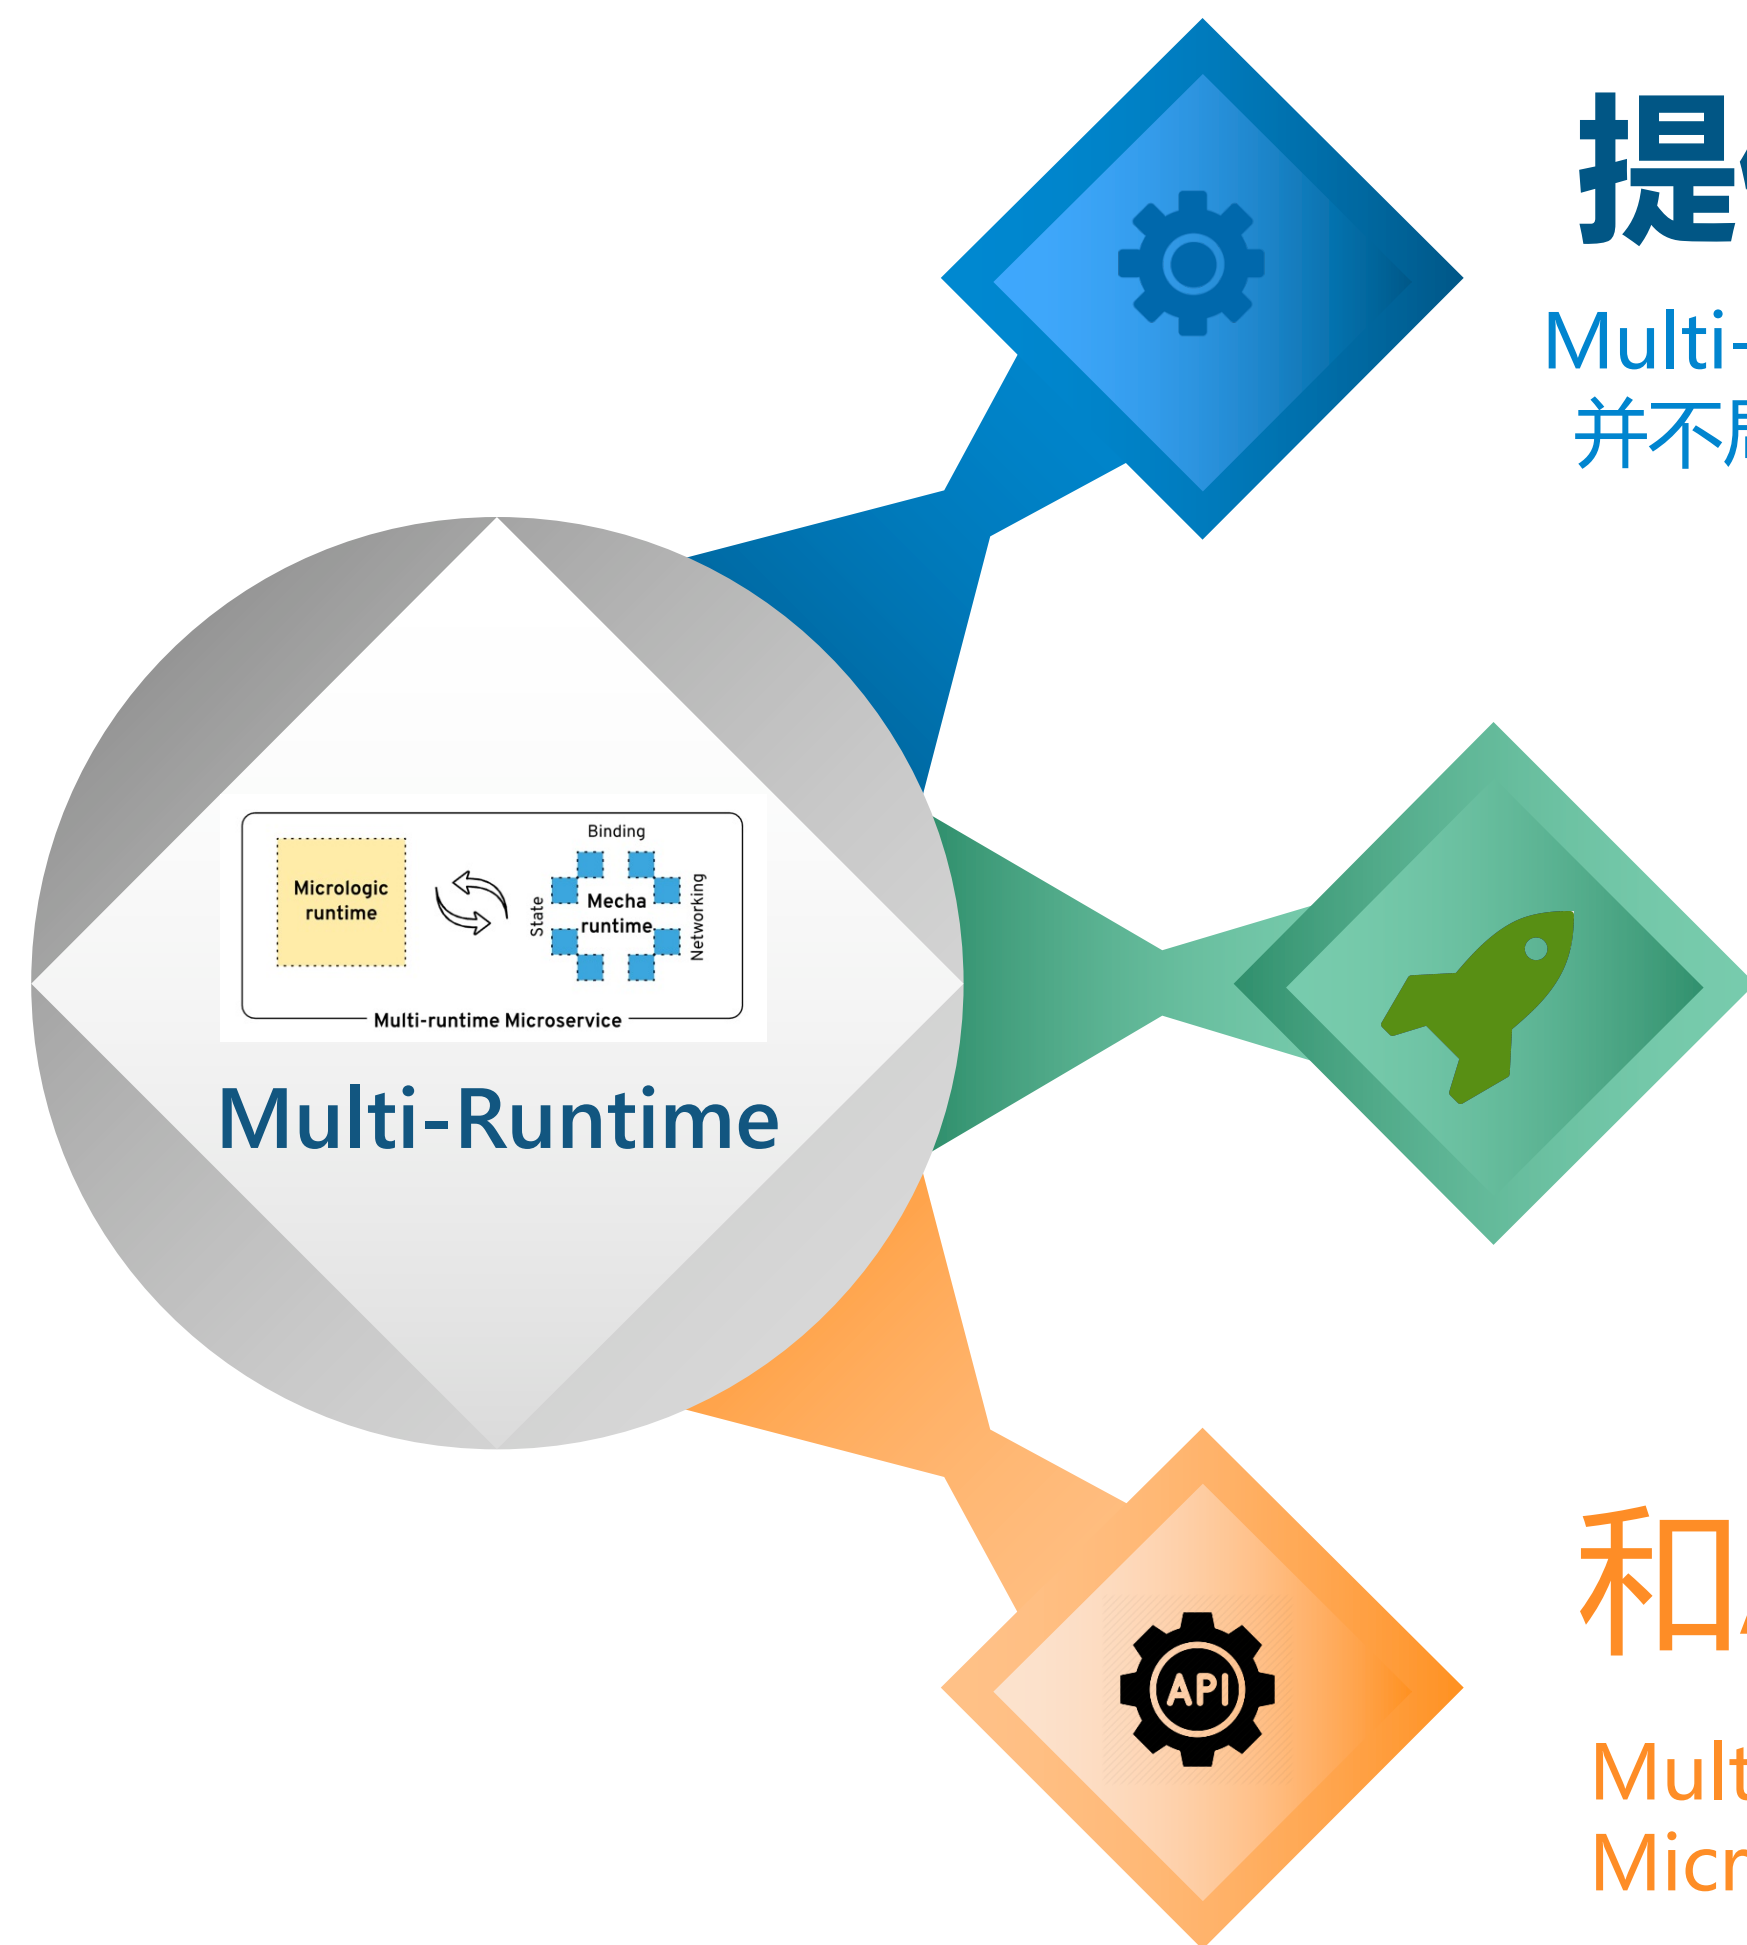 提
Multi-
并不
Binding
Micrologic
runtime
State
Mecha
runtime
Networking
Multi-runtime Microservice
Multi-Runtime
和
API
Mult
Micr